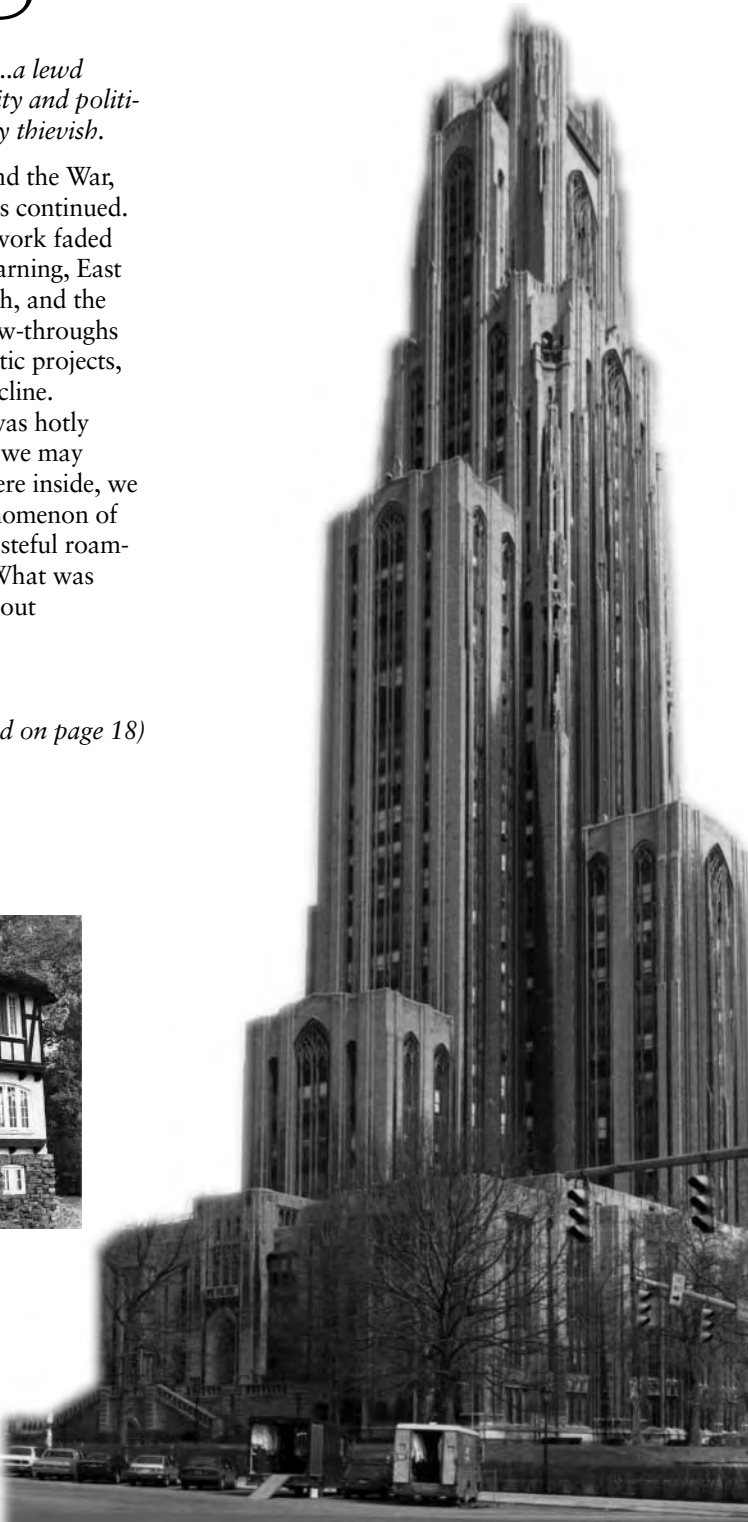 ...a lewd
ity and politi-
y thievish.
nd the War,
s continued.
work faded
arning, East
h, and the
w-throughs
tic projects,
cline.
was hotly
we may
ere inside, we
nomenon of
steful roam-
What was
out
d on page 18)